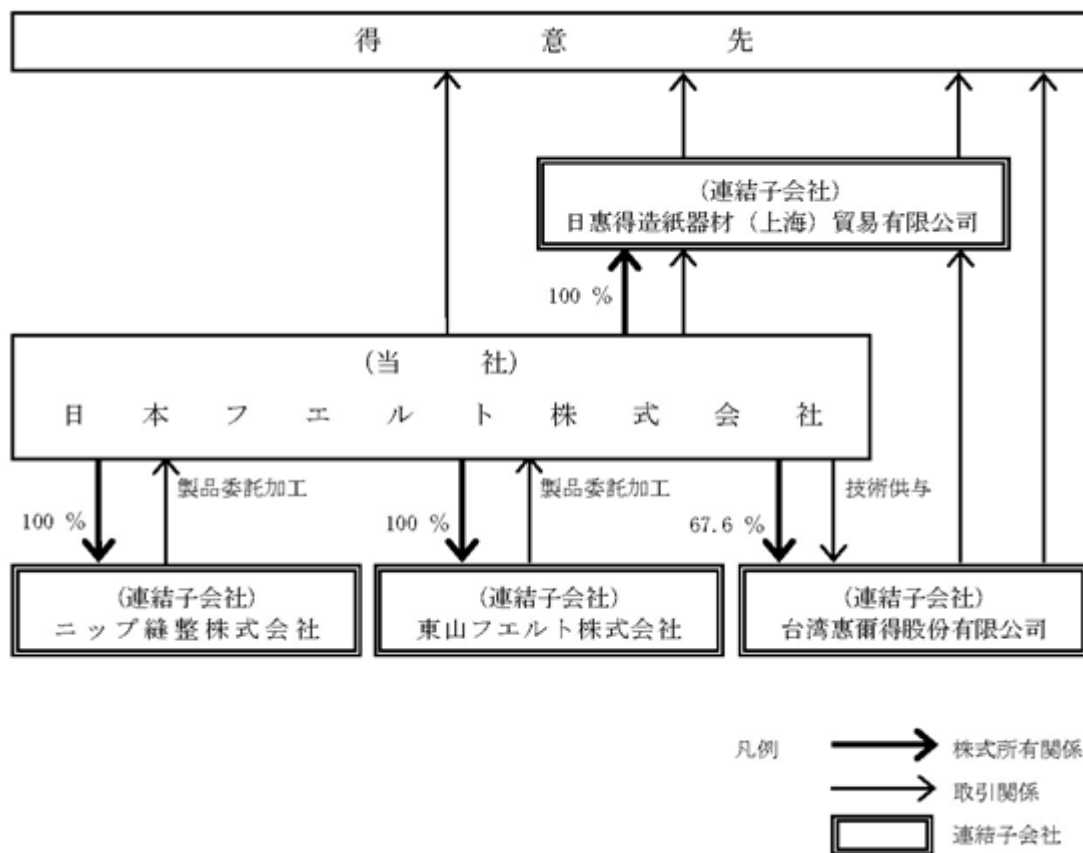 得意先
(連結子会社)
日惠得造紙器材（上海）貿易有限公司
100 %
(当社)
日本フエルト株式会社
製品委託加工
製品委託加工
技術供与
100 %
100 %
67.6 %
(連結子会社)
ニップ縫整株式会社
(連結子会社)
東山フエルト株式会社
(連結子会社)
台湾惠爾得股份有限公司
凡例
株式所有関係
取引関係
連結子会社